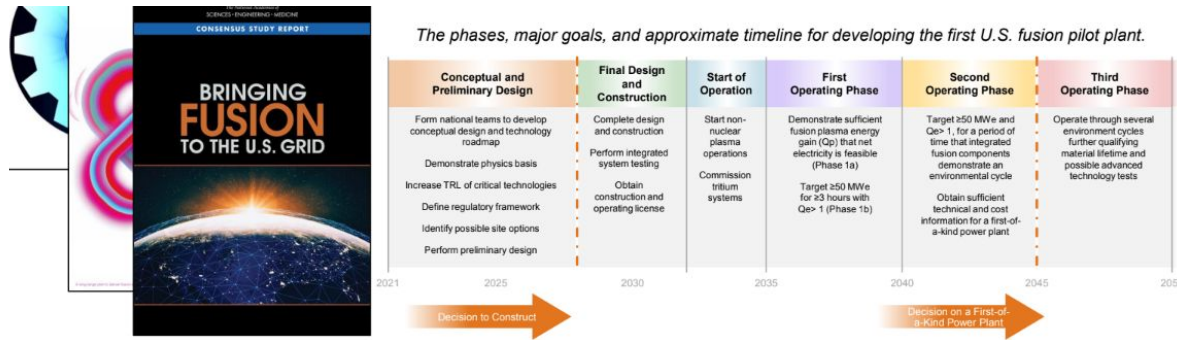 The National Academies of
SCIENCES • ENGINEERING • MEDICINE
CONSENSUS STUDY REPORT
BRINGING
FUSION
TO THE U.S. GRID
The phases, major goals, and approximate timeline for developing the first U.S. fusion pilot plant.
Conceptual and
Preliminary Design
Form national teams to develop
conceptual design and technology
roadmap
Demonstrate physics basis
Increase TRL of critical technologies
Define regulatory framework
Identify possible site options
Perform preliminary design
Final Design
and
Construction
Complete design
and construction
Perform integrated
system testing
Obtain
construction and
operating license
Start of
Operation
Start non-
nuclear
plasma
operations
Commission
tritium
systems
First
Operating Phase
Demonstrate sufficient
fusion plasma energy
gain (Qp) that net
electricity is feasible
(Phase 1a)
Target ≥50 MWe
for ≥3 hours with
Qe> 1 (Phase 1b)
Second
Operating Phase
Target ≥50 MWe and
Qe> 1, for a period of
time that integrated
fusion components
demonstrate an
environmental cycle
Obtain sufficient
technical and cost
information for a first-of-
a-kind power plant
Third
Operating Phase
Operate through several
environment cycles
further qualifying
material lifetime and
possible advanced
technology tests
2021
2025
2030
2035
2040
2045
205
Decision to Construct
Decision on a First-of-
a-Kind Power Plant